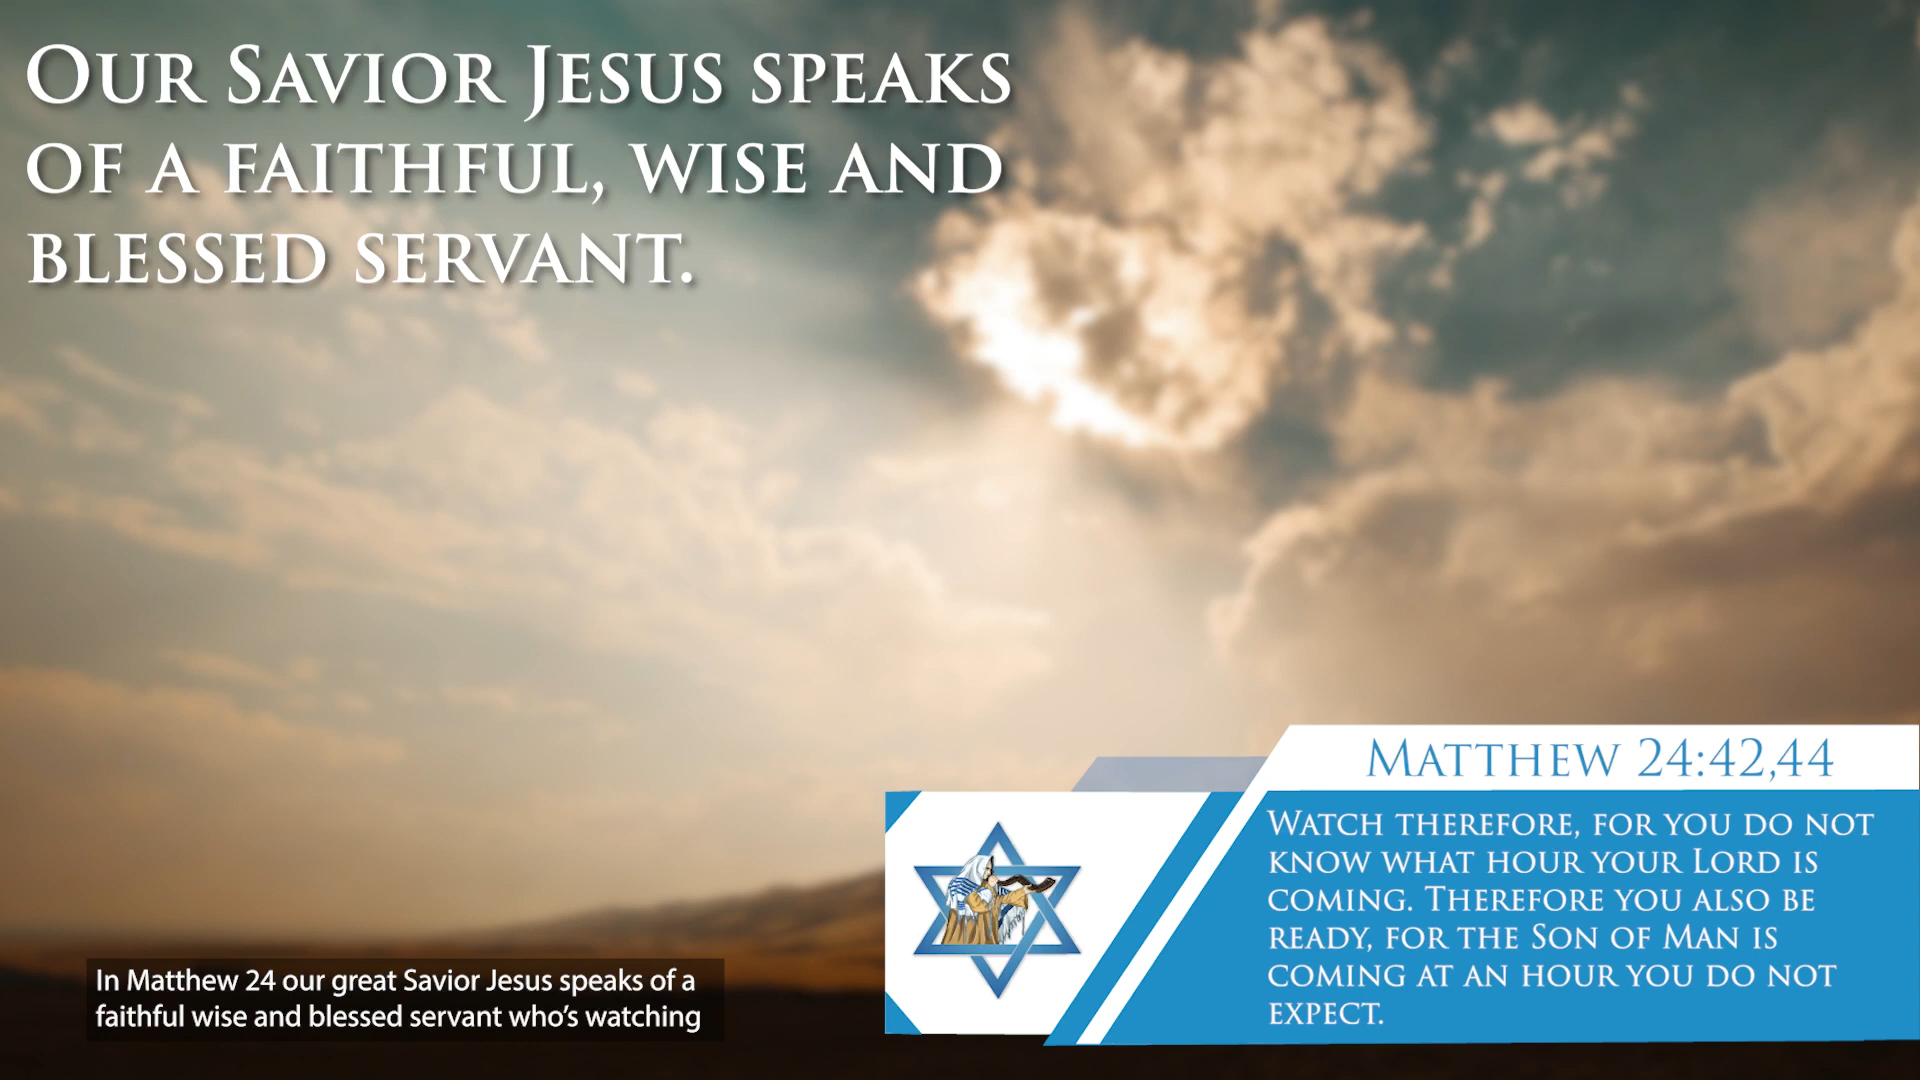 Our Savior Jesus speaks
of a faithful, wise and
blessed servant.
Matthew 24:42,44
Watch therefore, for you do not
know what hour your Lord is
coming. Therefore you also be
ready, for the Son of Man is
coming at an hour you do not
expect.
In Matthew 24 our great Savior Jesus speaks of a
faithful wise and blessed servant who's watching